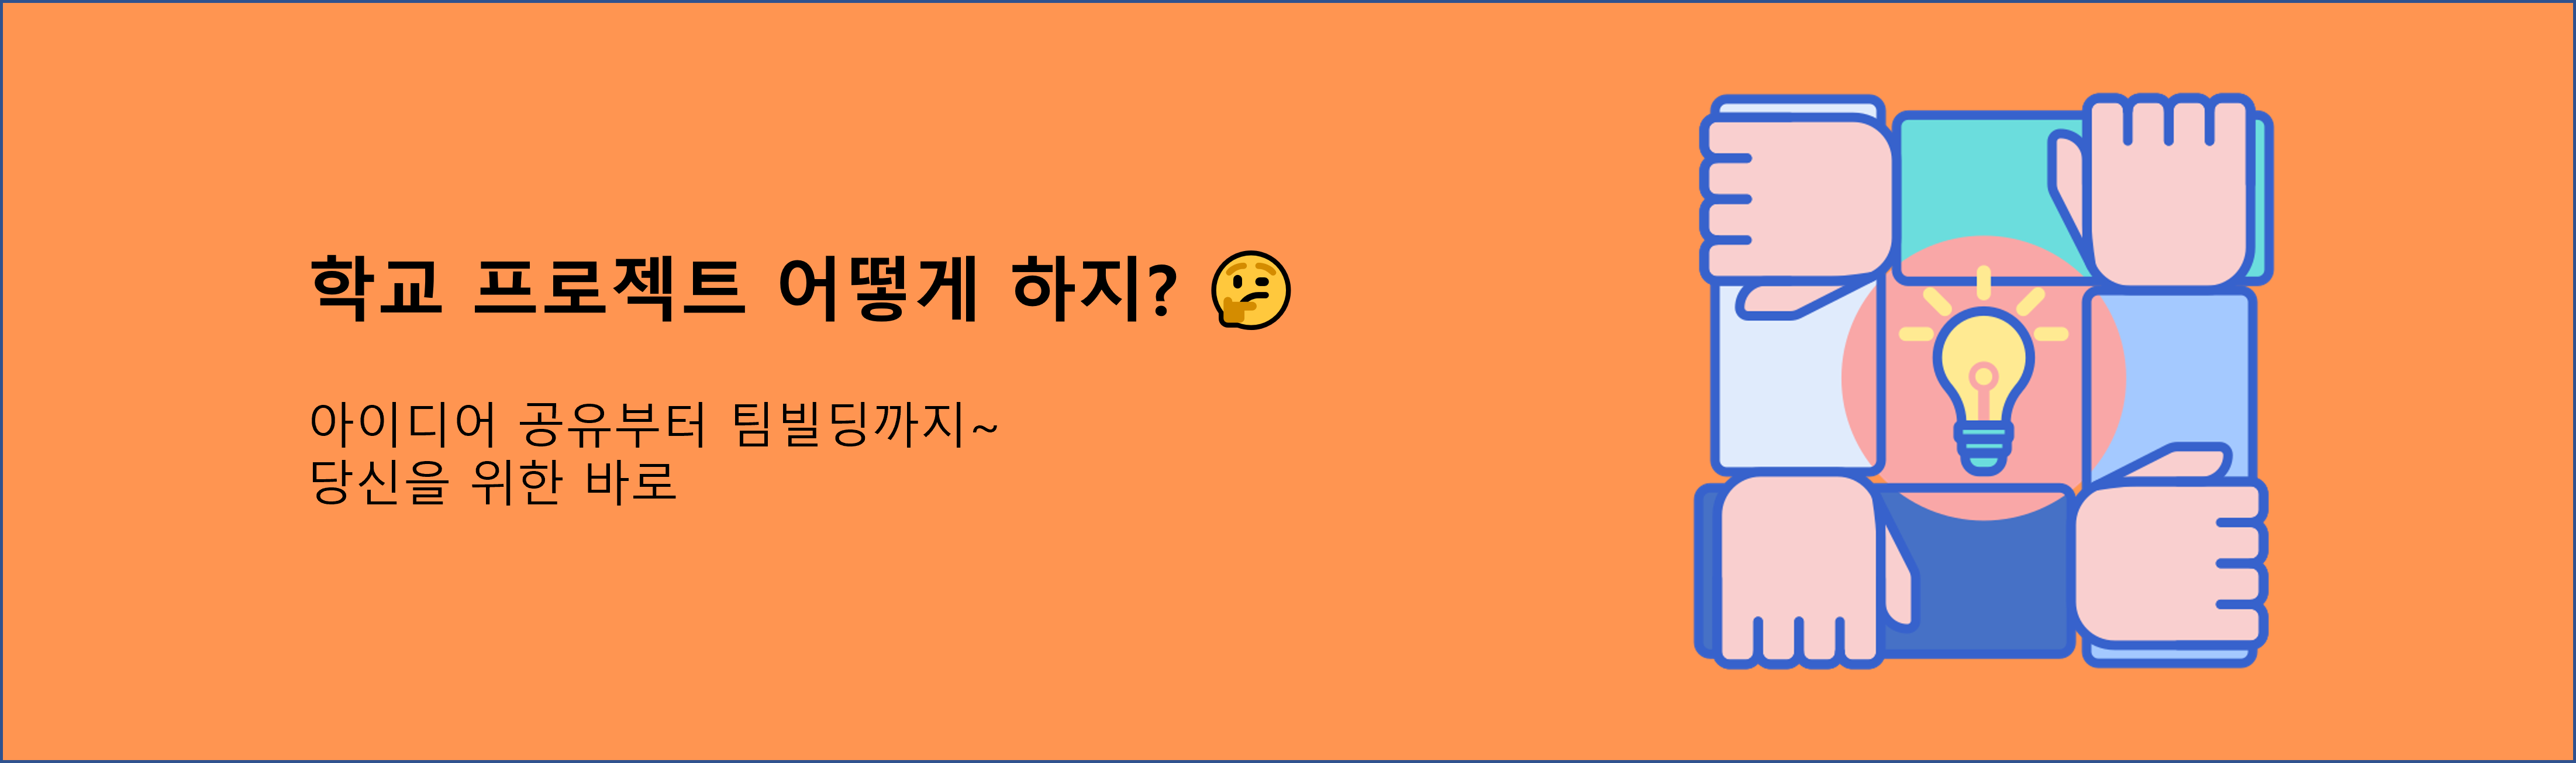 학교 프로젝트 어떻게 하지? 🤔
아이디어 공유부터 팀빌딩까지~
당신을 위한 바로